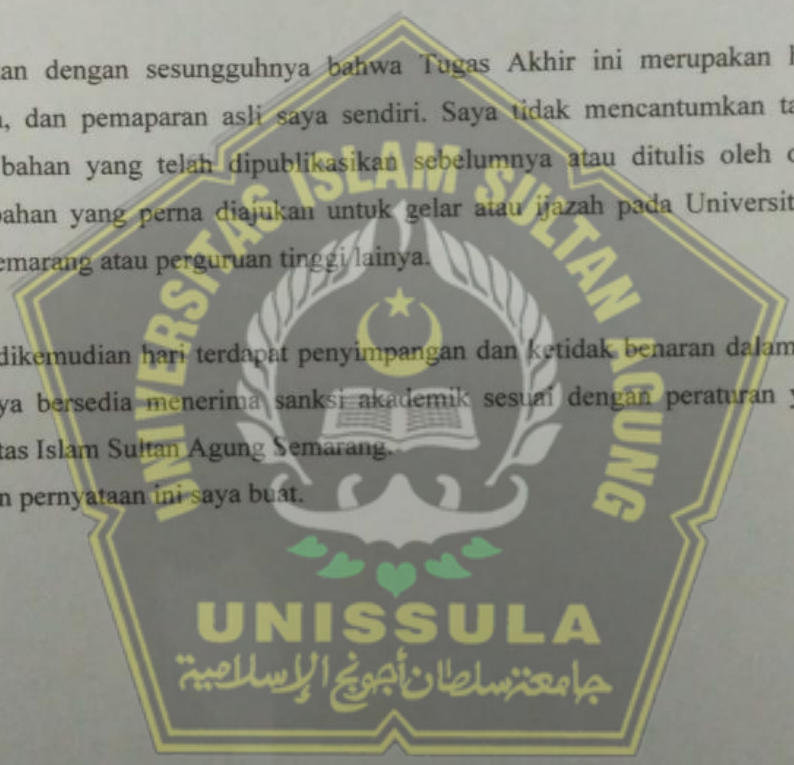 kan dengan sesungguhnya bahwa Tugas Akhir ini merupakan h
, dan pemaparan asli saya sendiri. Saya tidak mencantumkan ta
bahan yang telah dipublikasikan sebelumnya atau ditulis oleh o
bahan yang perna diajukan untuk gelar atau ijazah pada Universit
emarang atau perguruan tinggi lainya.
dikemudian hari terdapat penyimpangan dan ketidak benaran dalam
ya bersedia menerima sanksi akademik sesuai dengan peraturan y
tas Islam Sultan Agung Semarang.
n pernyataan ini saya buat.
UNIVERSITAS ISLAM SULTAN AGUNG
UNISSULA
جامعة سلطان أجونج الإسلامية